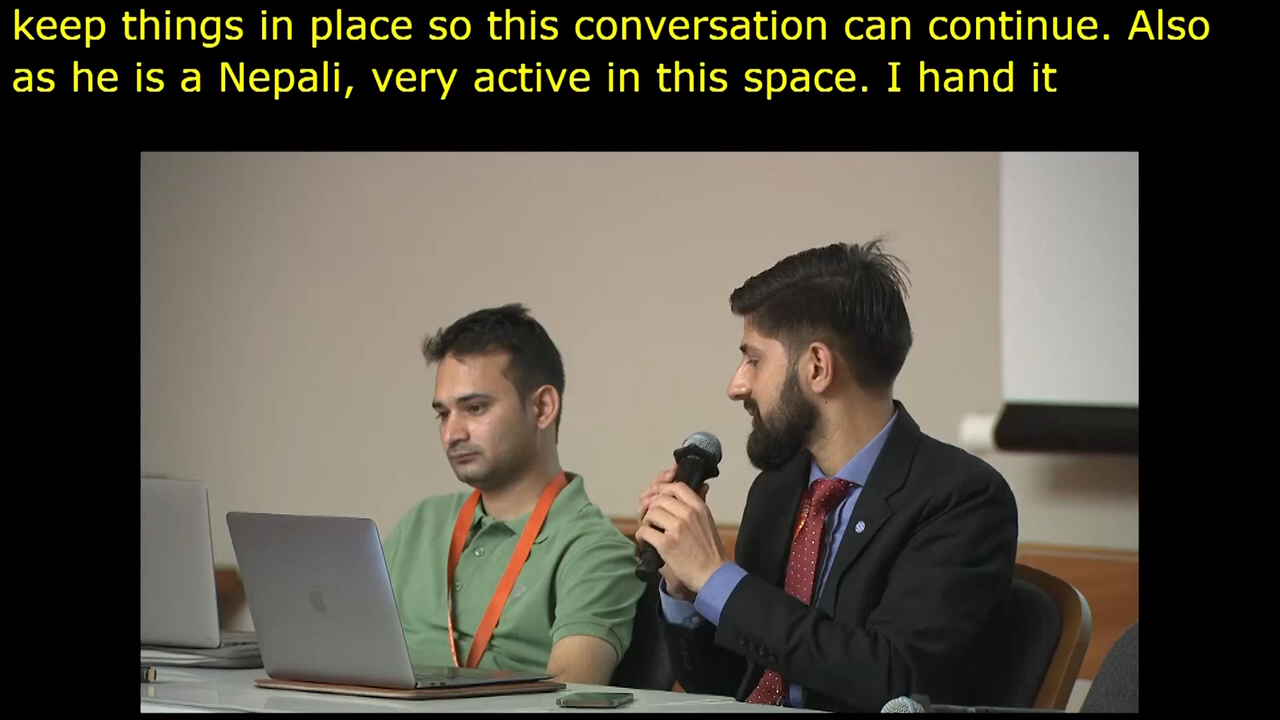 keep things in place so this conversation can continue. Also
as he is a Nepali, very active in this space. I hand it